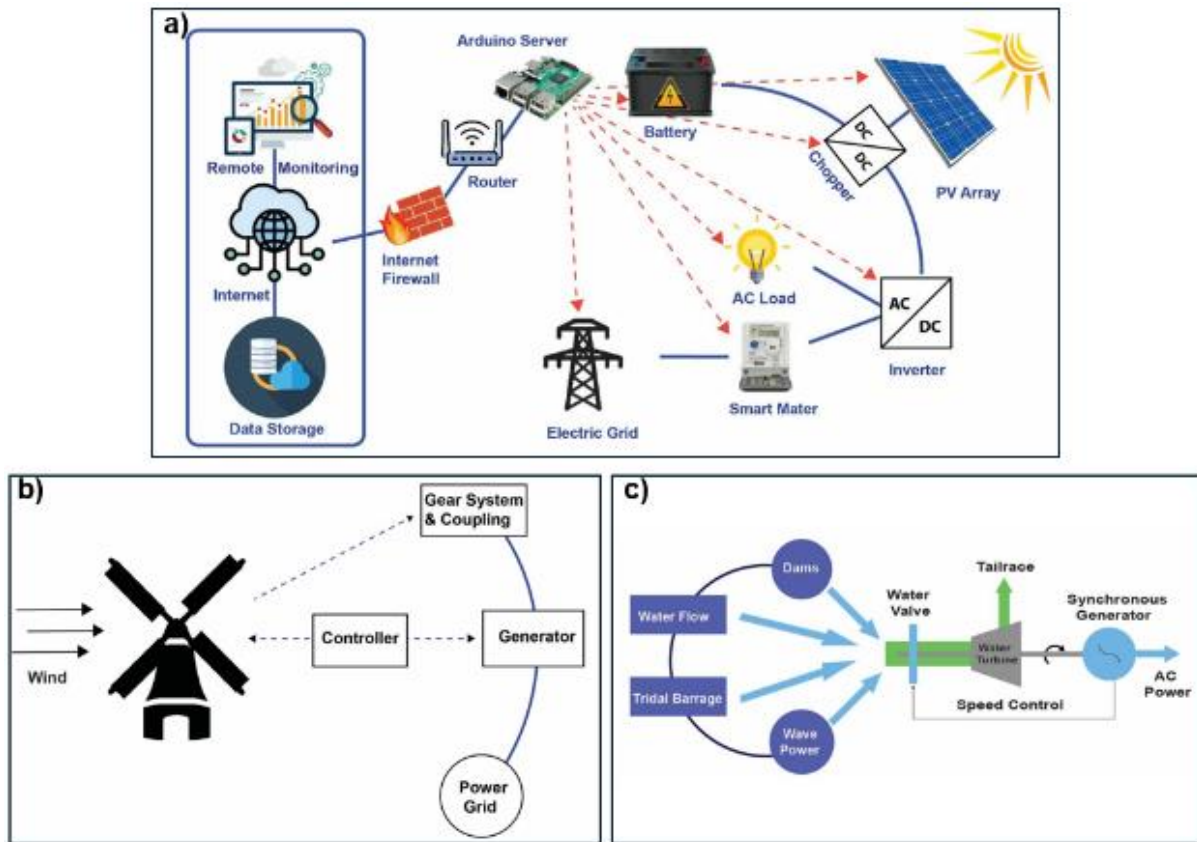 a)
Arduino Server
Battery
DC
DC
Chopper
PV Array
Remote Monitoring
Router
Internet
Firewall
Internet
AC Load
AC
DC
Inverter
Data Storage
Electric Grid
Smart Mater
b)
Gear System
& Coupling
Controller
Generator
Wind
Power
Grid
c)
Dams
Tailrace
Water
Valve
Synchronous
Generator
Water Flow
Water
Turbine
Tridal Barrage
AC
Power
Speed Control
Wave
Power